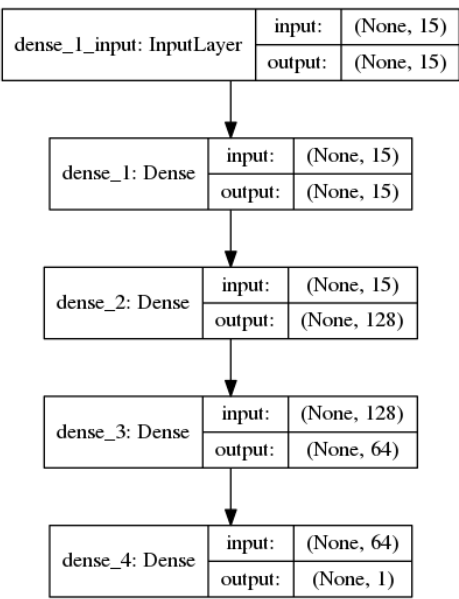 dense_1_input: InputLayer
input: (None, 15)
output: (None, 15)
dense_1: Dense
input: (None, 15)
output: (None, 15)
dense_2: Dense
input: (None, 15)
output: (None, 128)
dense_3: Dense
input: (None, 128)
output: (None, 64)
dense_4: Dense
input: (None, 64)
output: (None, 1)